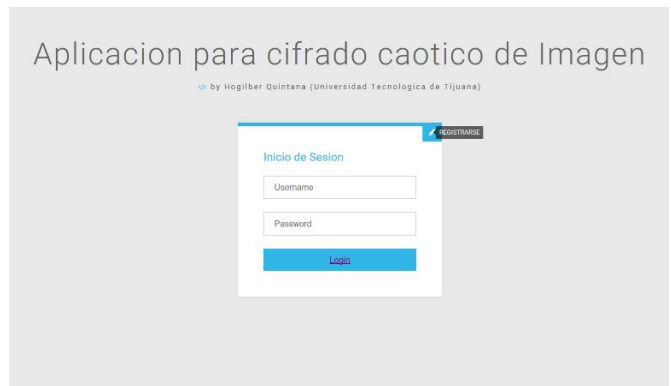 Aplicacion para cifrado caotico de Imagen
</> by Hogilber Quintana (Universidad Tecnologica de Tijuana)
REGISTRARSE
Inicio de Sesion
Username
Password
Login